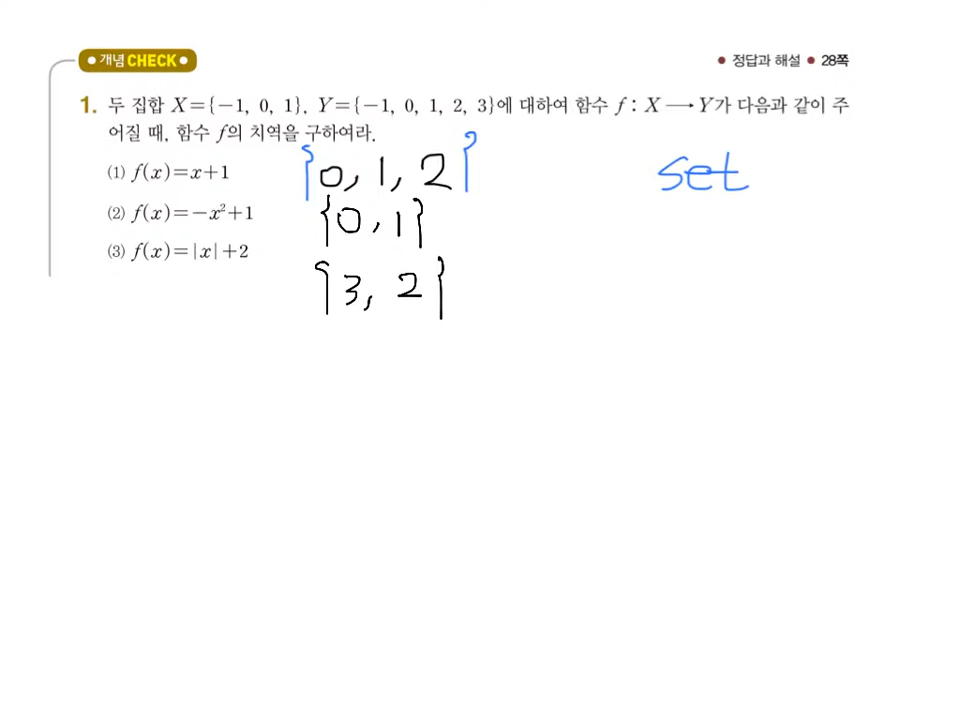 개념 CHECK
정답과 해설 28쪽
1. 두 집합 X={−1, 0, 1}, Y={−1, 0, 1, 2, 3}에 대하여 함수 f : X ⟶ Y가 다음과 같이 주
어질 때, 함수 f의 치역을 구하여라.
(1) f(x)=x+1 {0, 1, 2} set
(2) f(x)=−x²+1 {0, 1}
(3) f(x)=|x|+2
{3, 2}